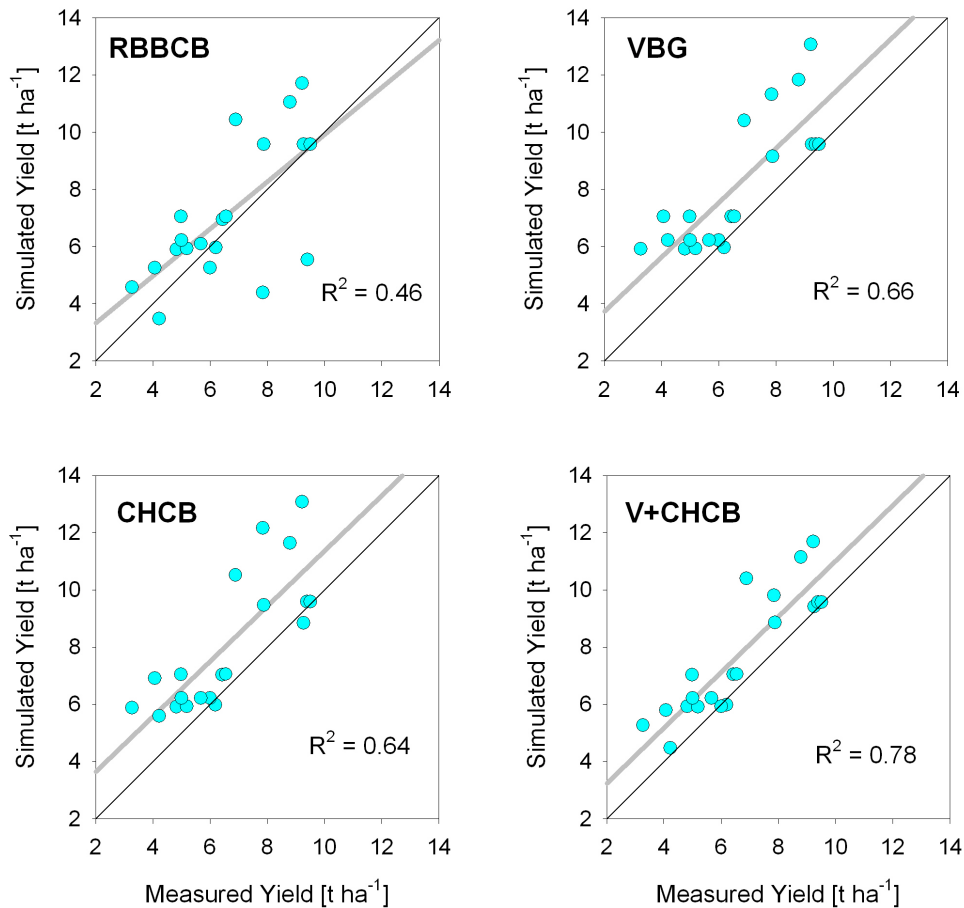 RBBCB
Simulated Yield [t ha⁻¹]
14
12
10
8
6
4
2
R² = 0.46
2 4 6 8 10 12 14
VBG
Simulated Yield [t ha⁻¹]
14
12
10
8
6
4
2
R² = 0.66
2 4 6 8 10 12 14
CHCB
Simulated Yield [t ha⁻¹]
14
12
10
8
6
4
2
R² = 0.64
2 4 6 8 10 12 14
Measured Yield [t ha⁻¹]
V+CHCB
Simulated Yield [t ha⁻¹]
14
12
10
8
6
4
2
R² = 0.78
2 4 6 8 10 12 14
Measured Yield [t ha⁻¹]